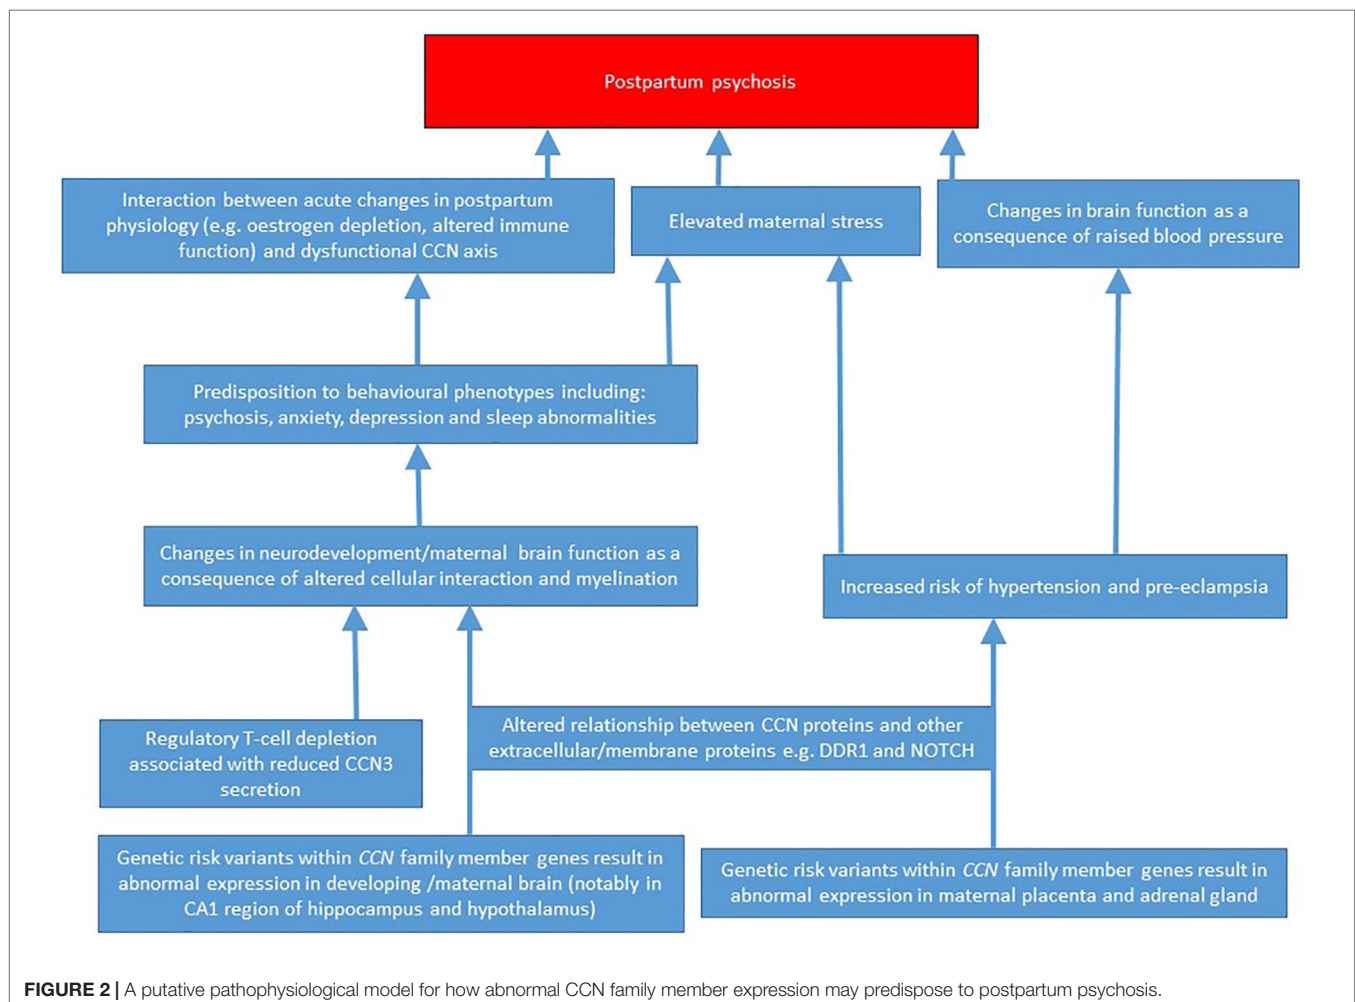 Postpartum psychosis
Interaction between acute changes in postpartum
physiology (e.g. oestrogen depletion, altered immune
function) and dysfunctional CCN axis
Elevated maternal stress
Changes in brain function as a
consequence of raised blood pressure
Predisposition to behavioural phenotypes including:
psychosis, anxiety, depression and sleep abnormalities
Changes in neurodevelopment/maternal brain function as a
consequence of altered cellular interaction and myelination
Increased risk of hypertension and pre-eclampsia
Regulatory T-cell depletion
associated with reduced CCN3
secretion
Altered relationship between CCN proteins and other
extracellular/membrane proteins e.g. DDR1 and NOTCH
Genetic risk variants within CCN family member genes result in
abnormal expression in developing /maternal brain (notably in
CA1 region of hippocampus and hypothalamus)
Genetic risk variants within CCN family member genes result in
abnormal expression in maternal placenta and adrenal gland
FIGURE 2 | A putative pathophysiological model for how abnormal CCN family member expression may predispose to postpartum psychosis.